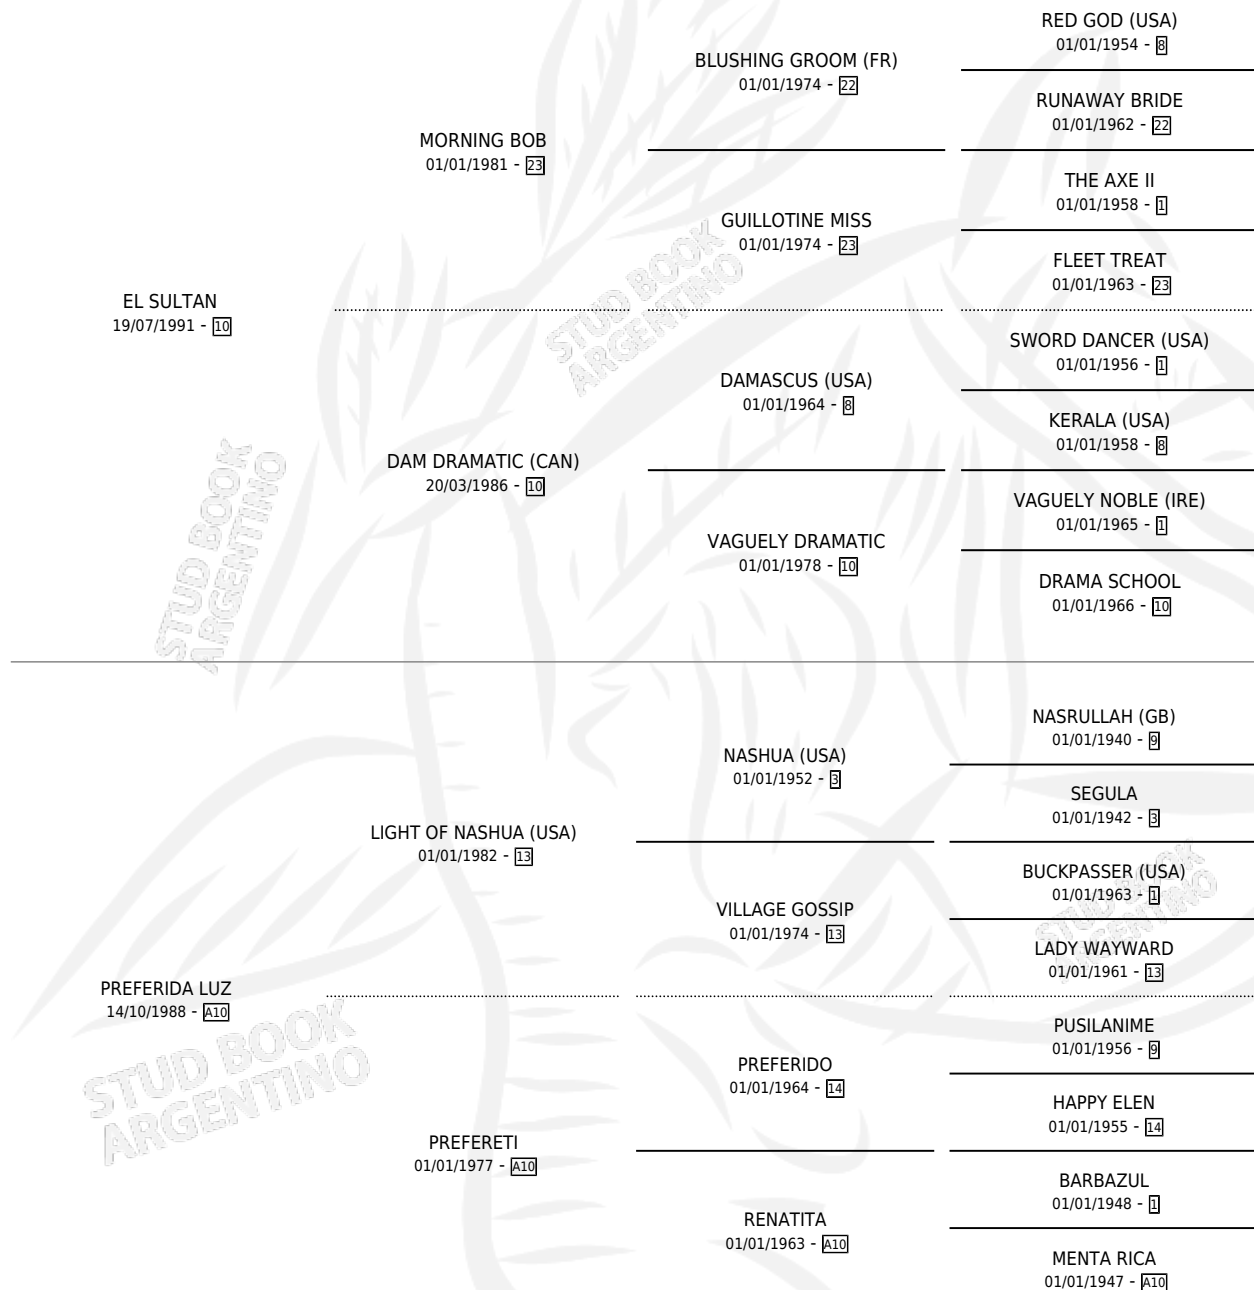 RED GOD (USA)
01/01/1954 - 8
BLUSHING GROOM (FR)
01/01/1974 - 22
RUNAWAY BRIDE
01/01/1962 - 22
MORNING BOB
01/01/1981 - 23
THE AXE II
01/01/1958 - 1
GUILLOTINE MISS
01/01/1974 - 23
FLEET TREAT
01/01/1963 - 23
EL SULTAN
19/07/1991 - 10
SWORD DANCER (USA)
01/01/1956 - 1
DAMASCUS (USA)
01/01/1964 - 8
KERALA (USA)
01/01/1958 - 8
DAM DRAMATIC (CAN)
20/03/1986 - 10
VAGUELY NOBLE (IRE)
01/01/1965 - 1
VAGUELY DRAMATIC
01/01/1978 - 10
DRAMA SCHOOL
01/01/1966 - 10
NASRULLAH (GB)
01/01/1940 - 9
NASHUA (USA)
01/01/1952 - 3
SEGULA
01/01/1942 - 3
LIGHT OF NASHUA (USA)
01/01/1982 - 13
BUCKPASSER (USA)
01/01/1963 - 1
VILLAGE GOSSIP
01/01/1974 - 13
LADY WAYWARD
01/01/1961 - 13
PREFERIDA LUZ
14/10/1988 - A10
PUSILANIME
01/01/1956 - 9
PREFERIDO
01/01/1964 - 14
HAPPY ELEN
01/01/1955 - 14
PREFERETI
01/01/1977 - A10
BARBAZUL
01/01/1948 - 1
RENATITA
01/01/1963 - A10
MENTA RICA
01/01/1947 - A10
STUD BOOK
ARGENTINO
STUD BOOK
ARGENTINO
STUD BOOK
ARGENTINO
STUD BOOK
ARGENTINO